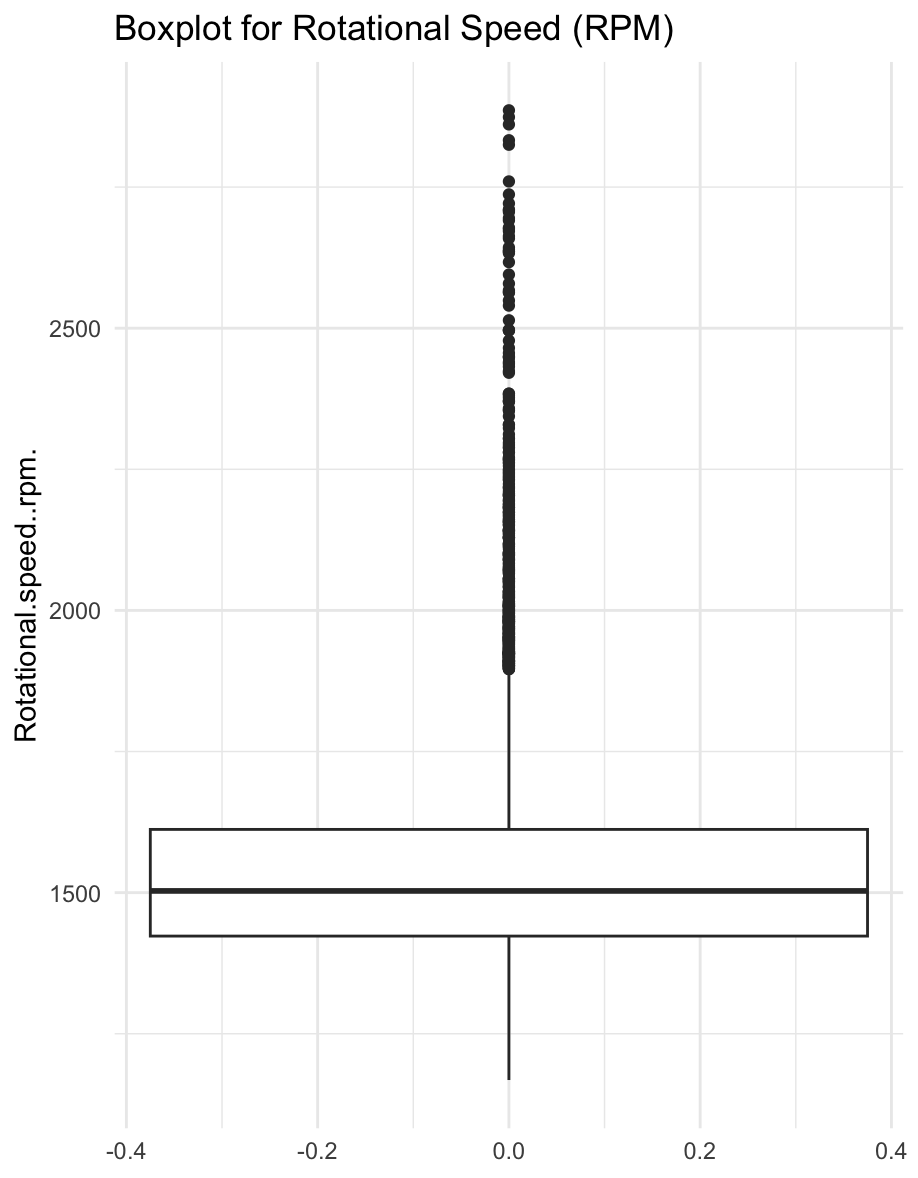 Boxplot for Rotational Speed (RPM)
Rotational.speed..rpm.
2500
2000
1500
-0.4 -0.2 0.0 0.2 0.4